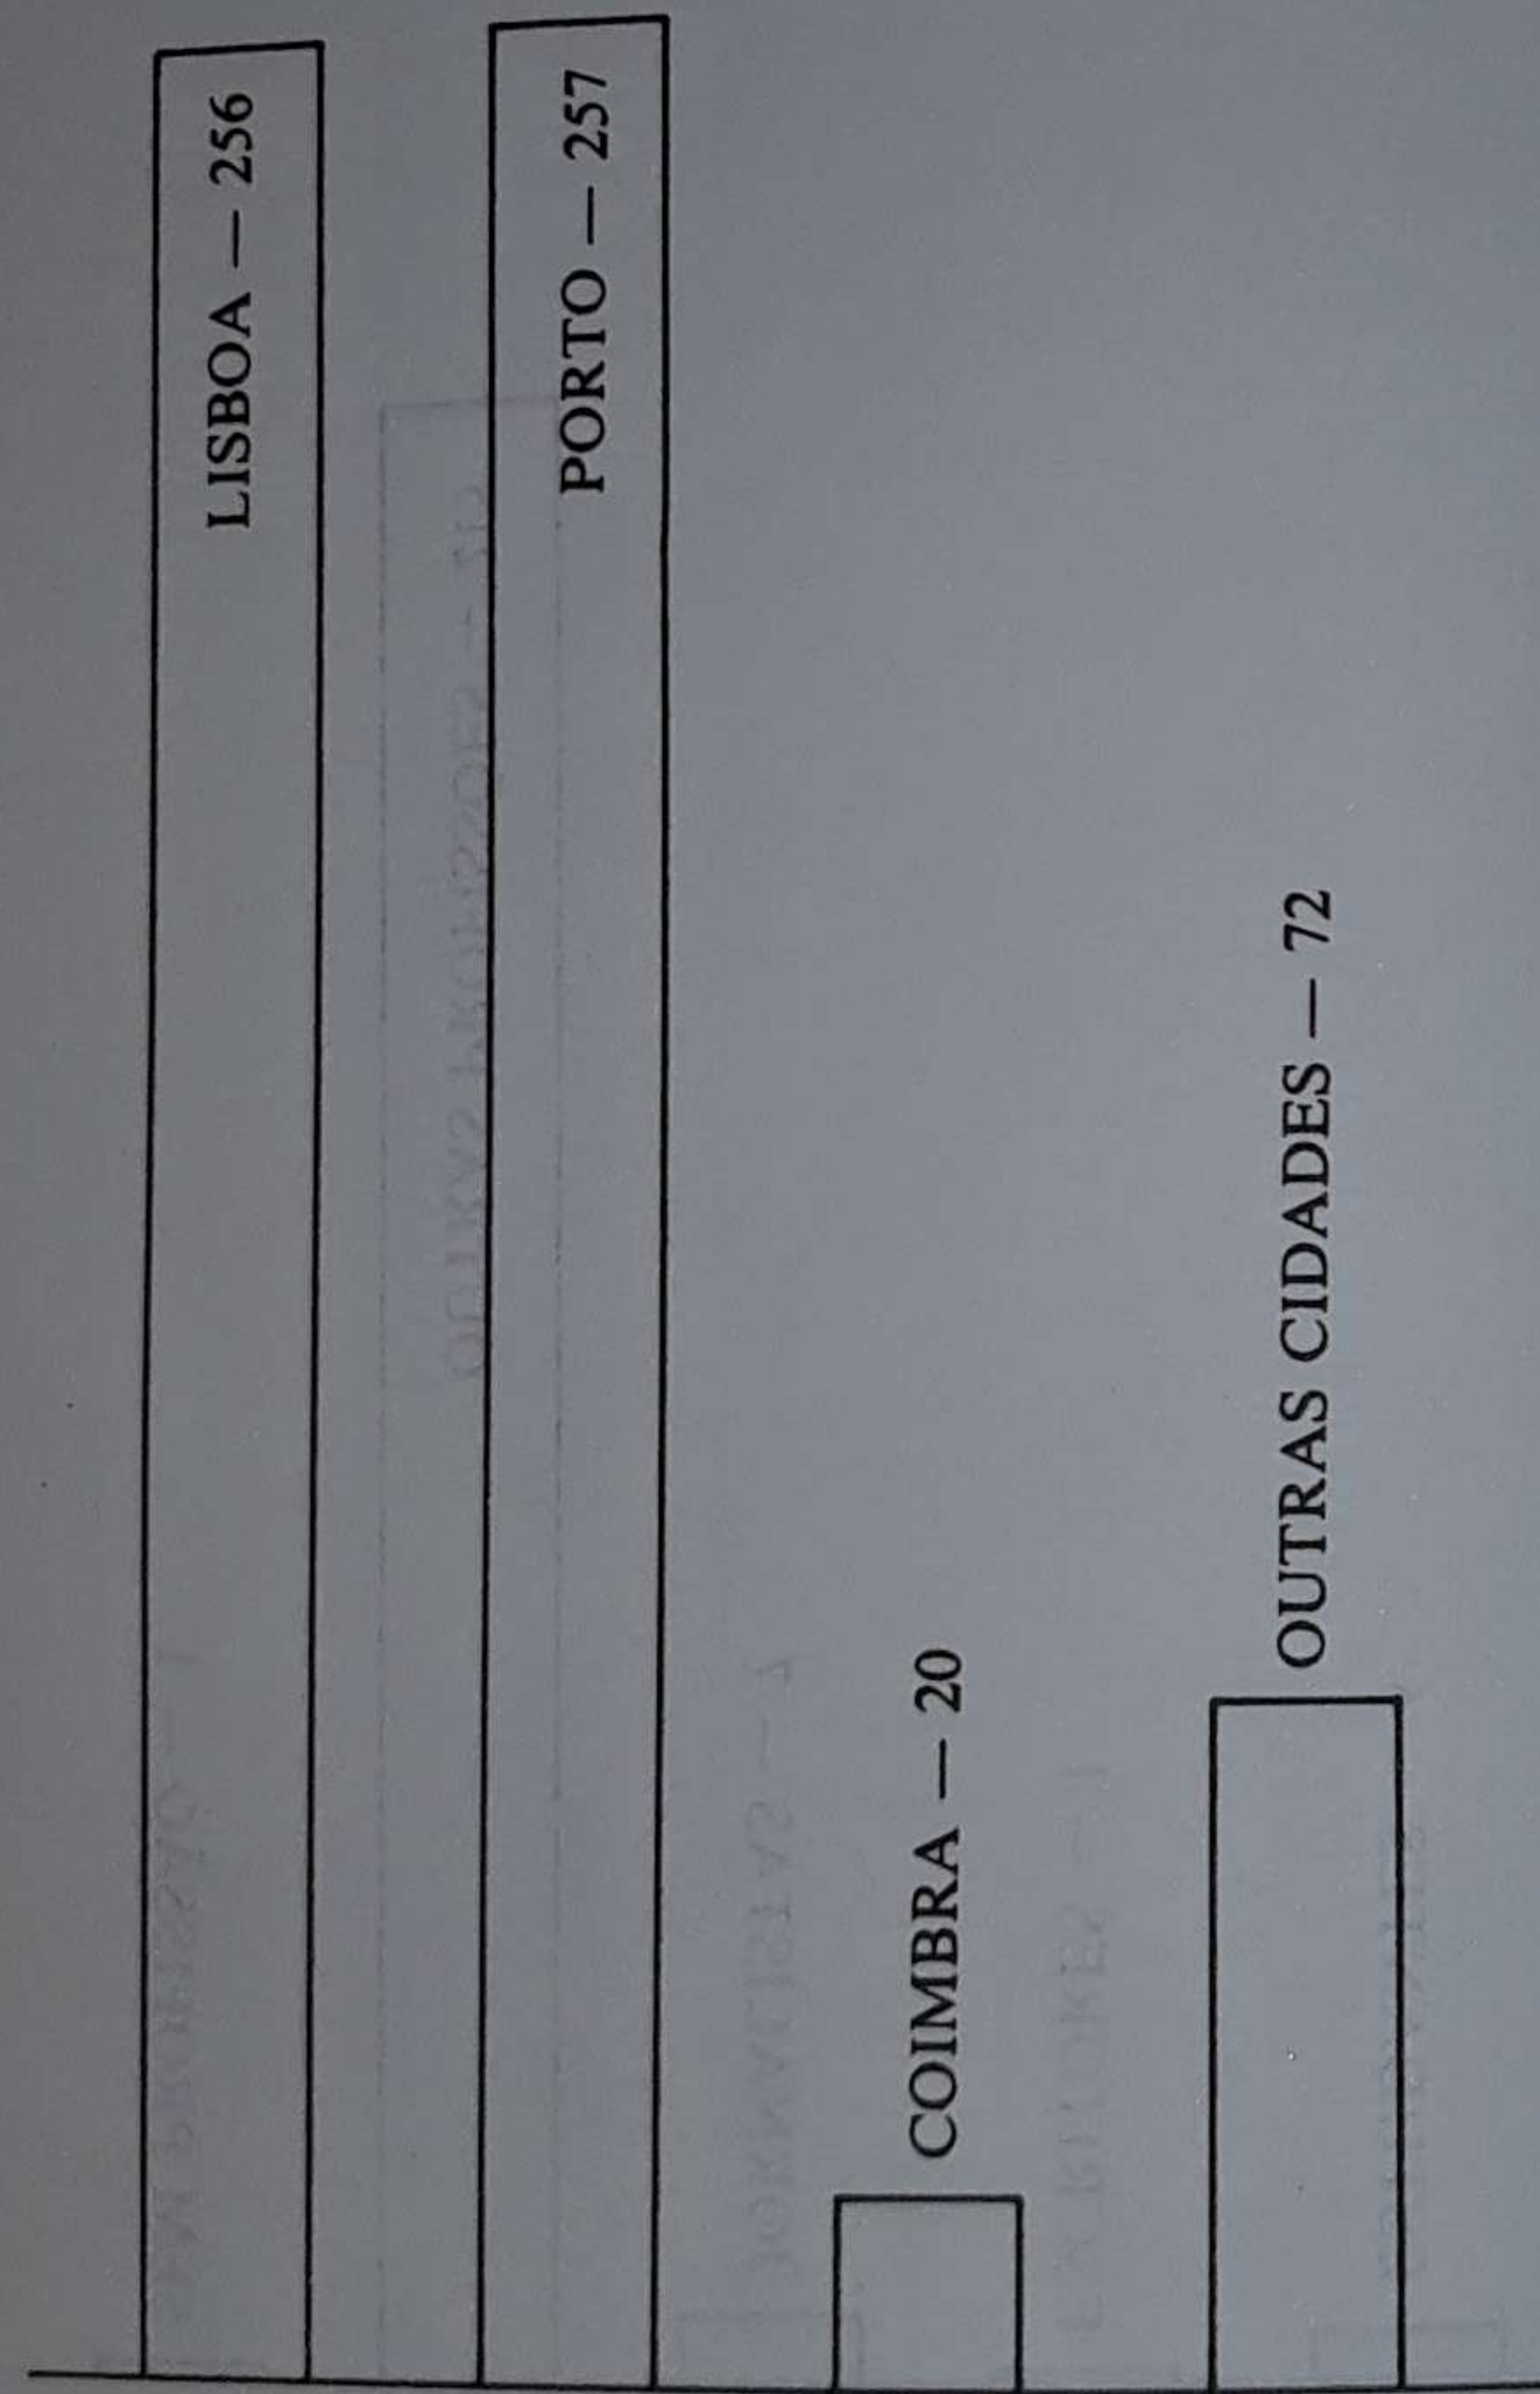 LISBOA — 256
PORTO — 257
COIMBRA — 20
OUTRAS CIDADES — 72